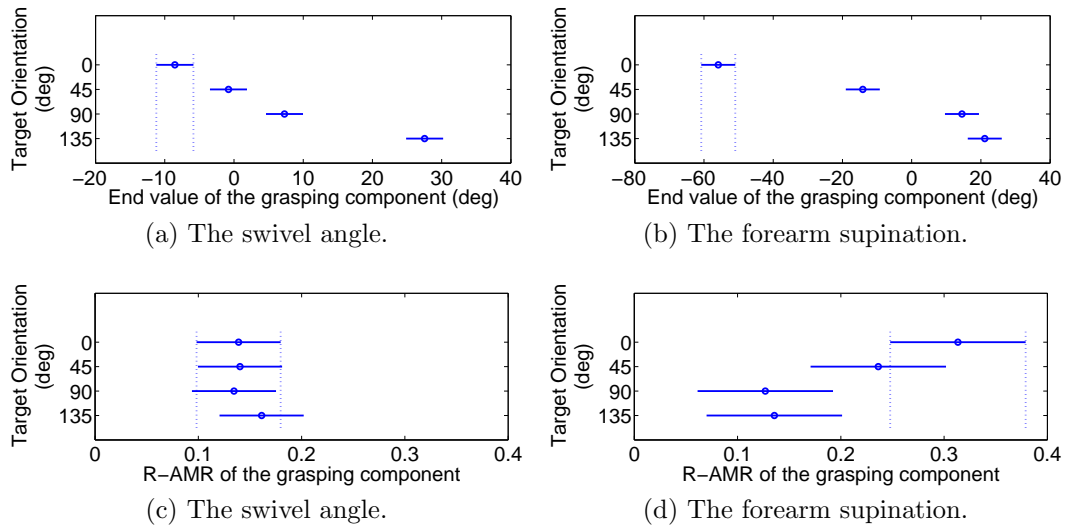 Target Orientation
(deg)
0
45
90
135
−20 −10 0 10 20 30 40
End value of the grasping component (deg)
(a) The swivel angle.
Target Orientation
(deg)
0
45
90
135
−80 −60 −40 −20 0 20 40
End value of the grasping component (deg)
(b) The forearm supination.
Target Orientation
(deg)
0
45
90
135
0 0.1 0.2 0.3 0.4
R−AMR of the grasping component
(c) The swivel angle.
Target Orientation
(deg)
0
45
90
135
0 0.1 0.2 0.3 0.4
R−AMR of the grasping component
(d) The forearm supination.